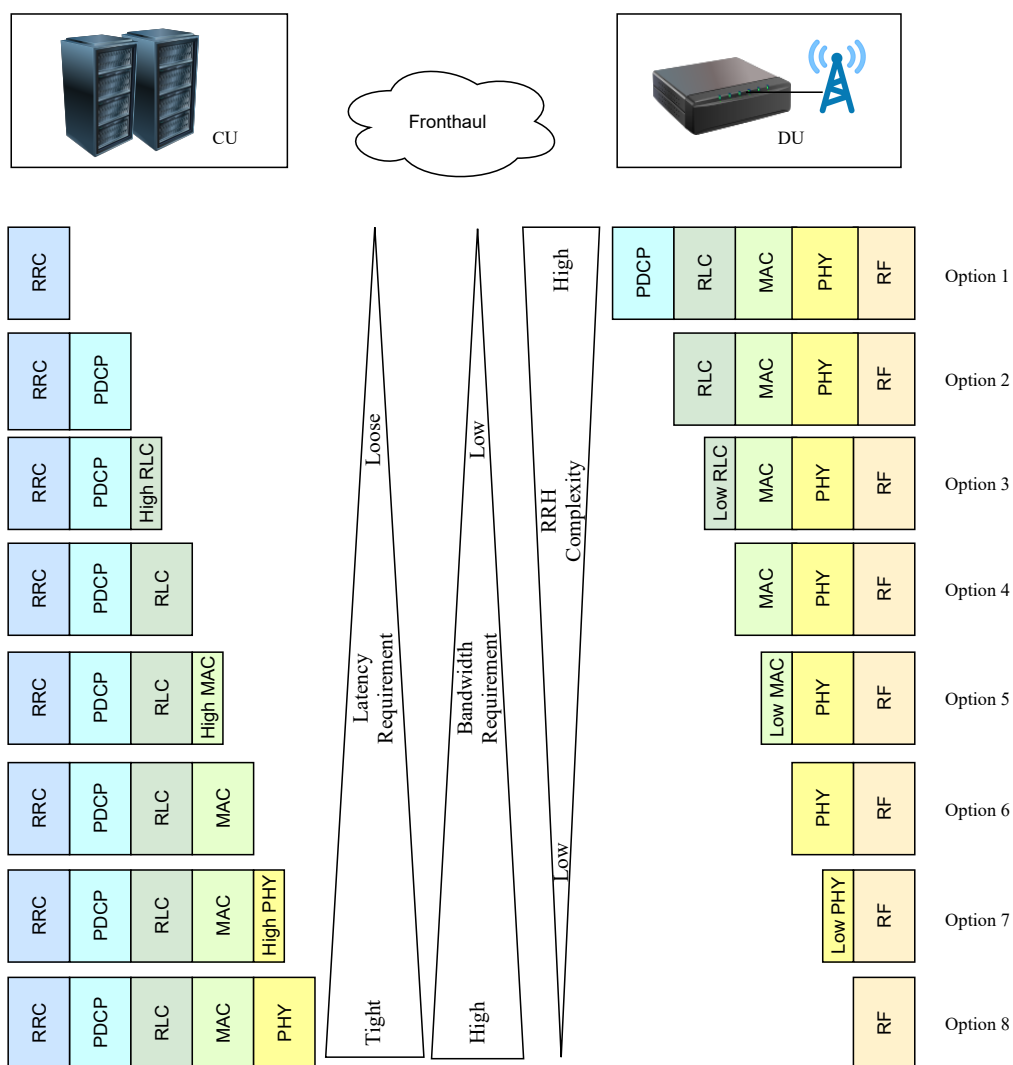 CU
Fronthaul
DU
RRC
High
PDCP
RLC
MAC
PHY
RF
Option 1
RRC
PDCP
Loose
Low
RLC
MAC
PHY
RF
Option 2
RRC
PDCP
High RLC
RRH
Complexity
Low RLC
MAC
PHY
RF
Option 3
RRC
PDCP
RLC
MAC
PHY
RF
Option 4
RRC
PDCP
RLC
High MAC
Latency
Requirement
Bandwidth
Requirement
Low MAC
PHY
RF
Option 5
RRC
PDCP
RLC
MAC
Low
PHY
RF
Option 6
RRC
PDCP
RLC
MAC
High PHY
Low PHY
RF
Option 7
RRC
PDCP
RLC
MAC
PHY
Tight
High
RF
Option 8